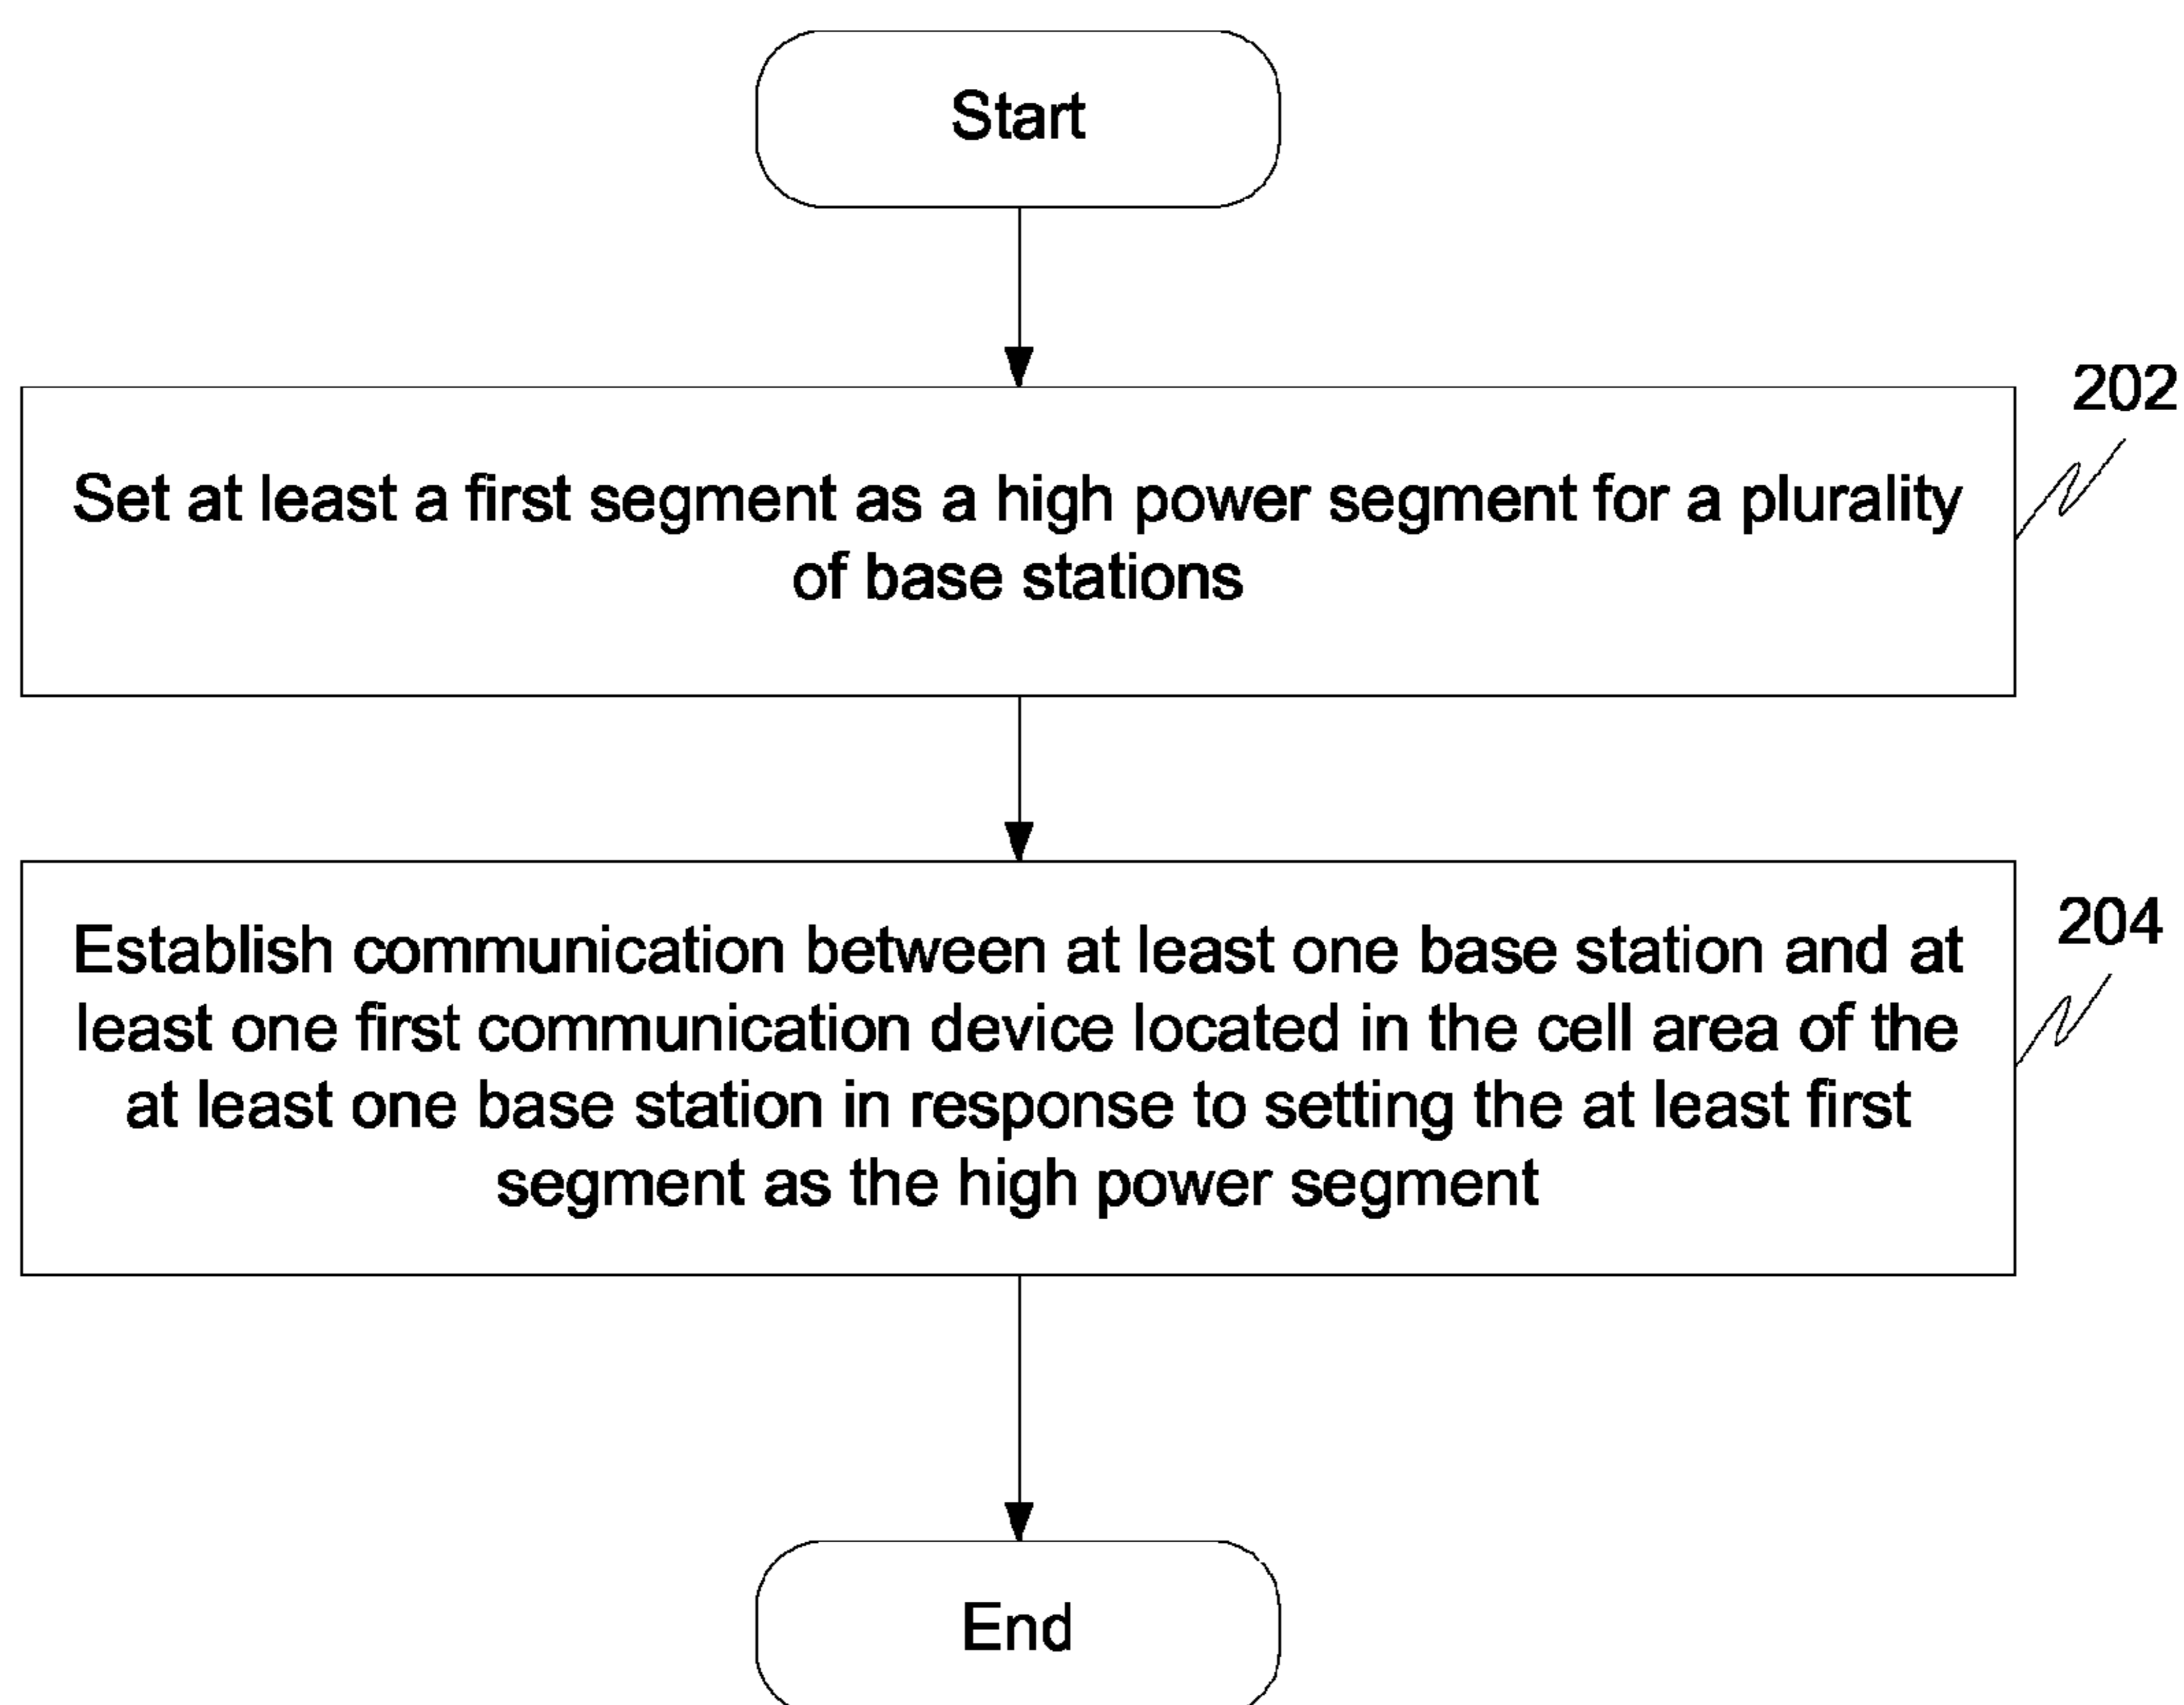 Start
202
Set at least a first segment as a high power segment for a plurality
of base stations
204
Establish communication between at least one base station and at
least one first communication device located in the cell area of the
at least one base station in response to setting the at least first
segment as the high power segment
End